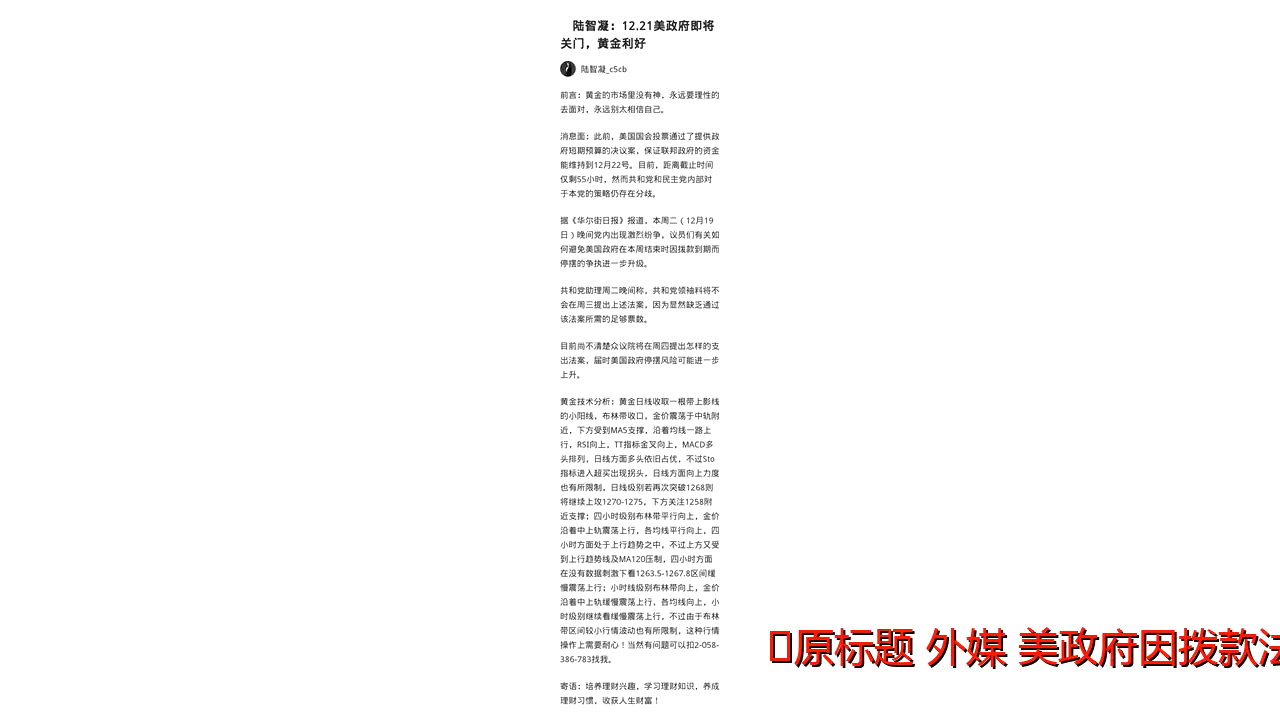 陆智凝：12.21美政府即将
关门，黄金利好
陆智凝_c5cb
前言：黄金的市场里没有神，永远要理性的
去面对，永远别太相信自己。
消息面：此前，美国国会投票通过了提供政
府短期预算的决议案，保证联邦政府的资金
能维持到12月22号。目前，距离截止时间
仅剩55小时，然而共和党和民主党内部对
于本党的策略仍存在分歧。
据《华尔街日报》报道，本周二（12月19
日）晚间党内出现激烈纷争，议员们有关如
何避免美国政府在本周结束时因拨款到期而
停摆的争执进一步升级。
共和党助理周二晚间称，共和党领袖料将不
会在周三提出上述法案，因为显然缺乏通过
该法案所需的足够票数。
目前尚不清楚众议院将在周四提出怎样的支
出法案，届时美国政府停摆风险可能进一步
上升。
黄金技术分析：黄金日线收取一根带上影线
的小阳线，布林带收口，金价震荡于中轨附
近，下方受到MA5支撑，沿着均线一路上
行，RSI向上，TT指标金叉向上，MACD多
头排列，日线方面多头依旧占优，不过Sto
指标进入超买出现拐头，日线方面向上力度
也有所限制，日线级别若再次突破1268则
将继续上攻1270-1275，下方关注1258附
近支撑；四小时级别布林带平行向上，金价
沿着中上轨震荡上行，各均线平行向上，四
小时方面处于上行趋势之中，不过上方又受
到上行趋势线及MA120压制，四小时方面
在没有数据刺激下看1263.5-1267.8区间缓
慢震荡上行；小时线级别布林带向上，金价
沿着中上轨缓慢震荡上行，各均线向上，小
时级别继续看缓慢震荡上行，不过由于布林
带区间较小行情波动也有所限制，这种行情
操作上需要耐心！当然有问题可以扣2-058-
386-783找我。
寄语：培养理财兴趣，学习理财知识，养成
理财习惯，收获人生财富！
原标题 外媒 美政府因拨款法